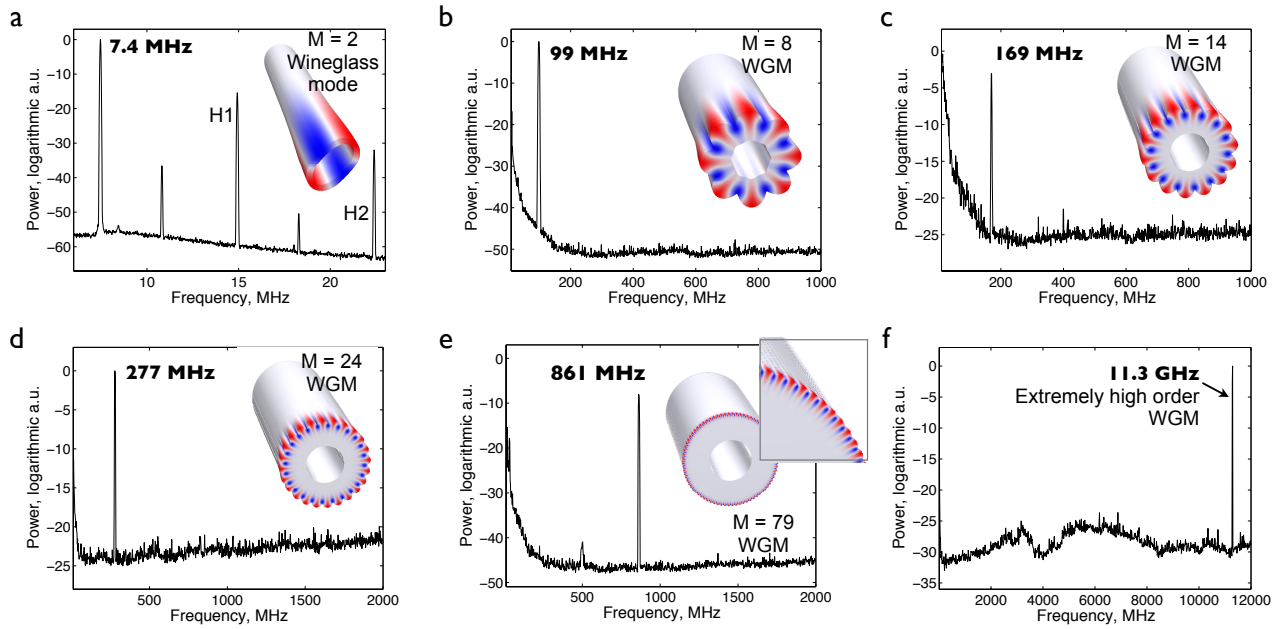 a
7.4 MHz
M = 2
Wineglass
mode
H1
H2
0
−10
−20
−30
−40
−50
−60
Power, logarithmic a.u.
10
15
20
Frequency, MHz
b
99 MHz
M = 8
WGM
0
−10
−20
−30
−40
−50
Power, logarithmic a.u.
200
400
600
800
1000
Frequency, MHz
c
169 MHz
M = 14
WGM
0
−5
−10
−15
−20
−25
Power, logarithmic a.u.
200
400
600
800
1000
Frequency, MHz
d
277 MHz
M = 24
WGM
0
−5
−10
−15
−20
−25
Power, logarithmic a.u.
500
1000
1500
2000
Frequency, MHz
e
861 MHz
M = 79
WGM
0
−10
−20
−30
−40
−50
Power, logarithmic a.u.
500
1000
1500
2000
Frequency, MHz
f
11.3 GHz
Extremely high order
WGM
0
−5
−10
−15
−20
−25
−30
−35
Power, logarithmic a.u.
2000
4000
6000
8000
10000
12000
Frequency, MHz